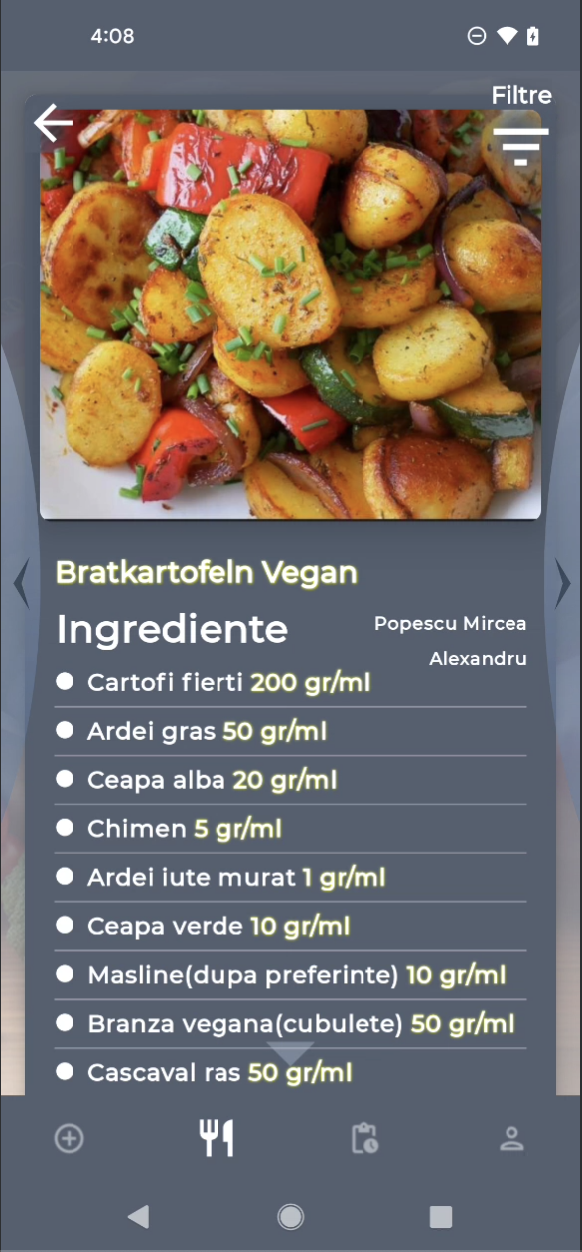 4:08
Filtre
Bratkartofeln Vegan
Ingrediente
Popescu Mircea
Alexandru
Cartofi fierti 200 gr/ml
Ardei gras 50 gr/ml
Ceapa alba 20 gr/ml
Chimen 5 gr/ml
Ardei iute murat 1 gr/ml
Ceapa verde 10 gr/ml
Masline(dupa preferinte) 10 gr/ml
Branza vegana(cubulete) 50 gr/ml
Cascaval ras 50 gr/ml